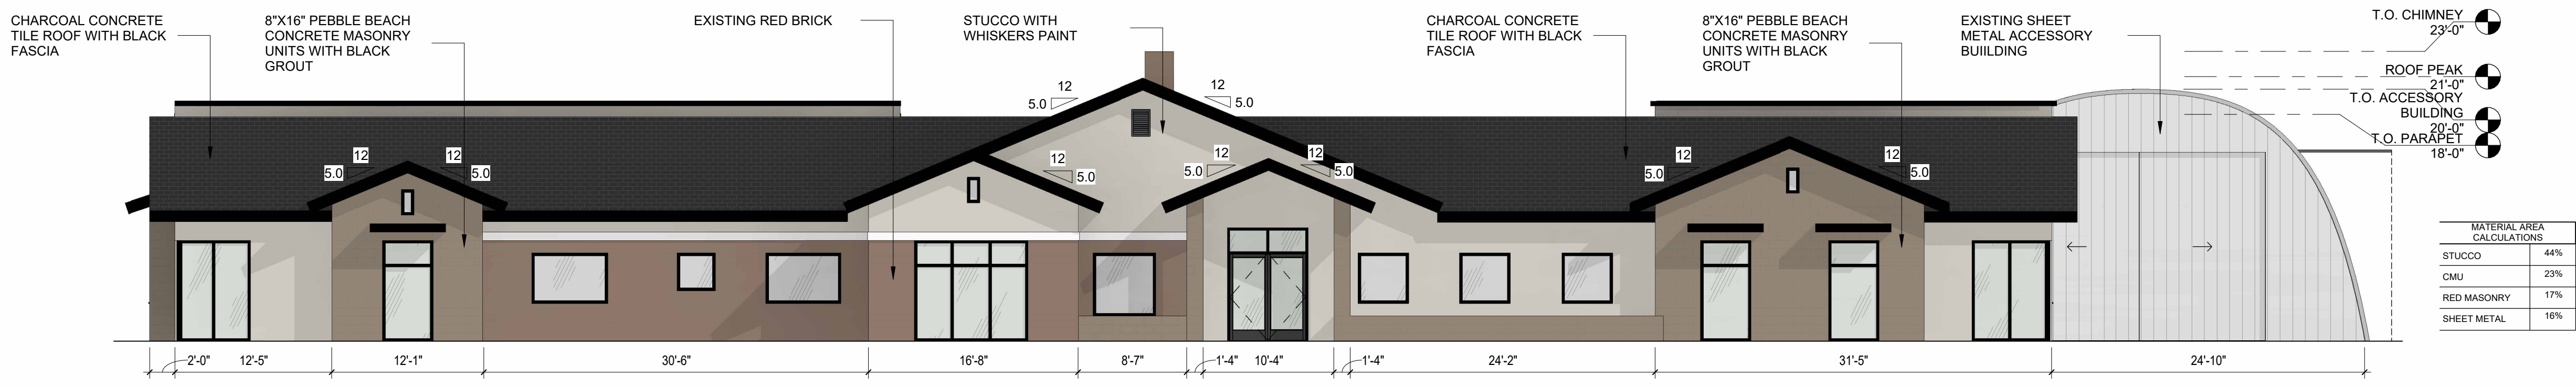 CHARCOAL CONCRETE
TILE ROOF WITH BLACK
FASCIA
8"X16" PEBBLE BEACH
CONCRETE MASONRY
UNITS WITH BLACK
GROUT
EXISTING RED BRICK
STUCCO WITH
WHISKERS PAINT
CHARCOAL CONCRETE
TILE ROOF WITH BLACK
FASCIA
8"X16" PEBBLE BEACH
CONCRETE MASONRY
UNITS WITH BLACK
GROUT
EXISTING SHEET
METAL ACCESSORY
BUIILDING
T.O. CHIMNEY
23'-0"
ROOF PEAK
21'-0"
T.O. ACCESSORY
BUILDING
20'-0"
T.O. PARAPET
18'-0"
12
5.0
12
5.0
12
5.0
12
5.0
12
5.0
12
5.0
12
5.0
12
5.0
12
5.0
MATERIAL AREA
CALCULATIONS
STUCCO 44%
CMU 23%
RED MASONRY 17%
SHEET METAL 16%
2'-0" 12'-5" 12'-1" 30'-6" 16'-8" 8'-7" 1'-4" 10'-4" 1'-4" 24'-2" 31'-5" 24'-10"